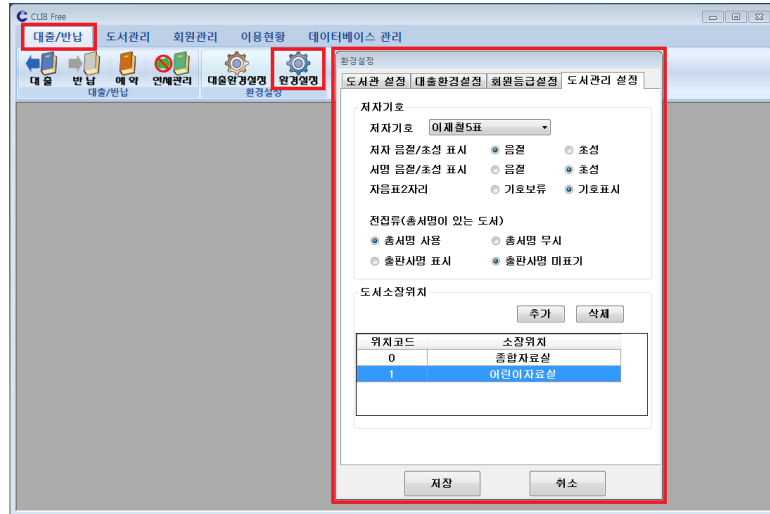 CLIB Free
대출/반납 도서관리 회원관리 이용현황 데이터베이스 관리
대 출 반 납 예 약 연체관리 대출환경설정 환경설정
대출/반납 환경설정
환경설정
도서관 설정 대출환경설정 회원등급설정 도서관리 설정
저자기호
저자기호 이재철5표
저자 음절/초성 표시 음절 초성
서명 음절/초성 표시 음절 초성
자음표2자리 기호보류 기호표시
전집류(총서명이 있는 도서)
총서명 사용 총서명 무시
출판사명 표시 출판사명 미표기
도서소장위치
추가 삭제
위치코드 소장위치
0 종합자료실
1 어린이자료실
저장 취소